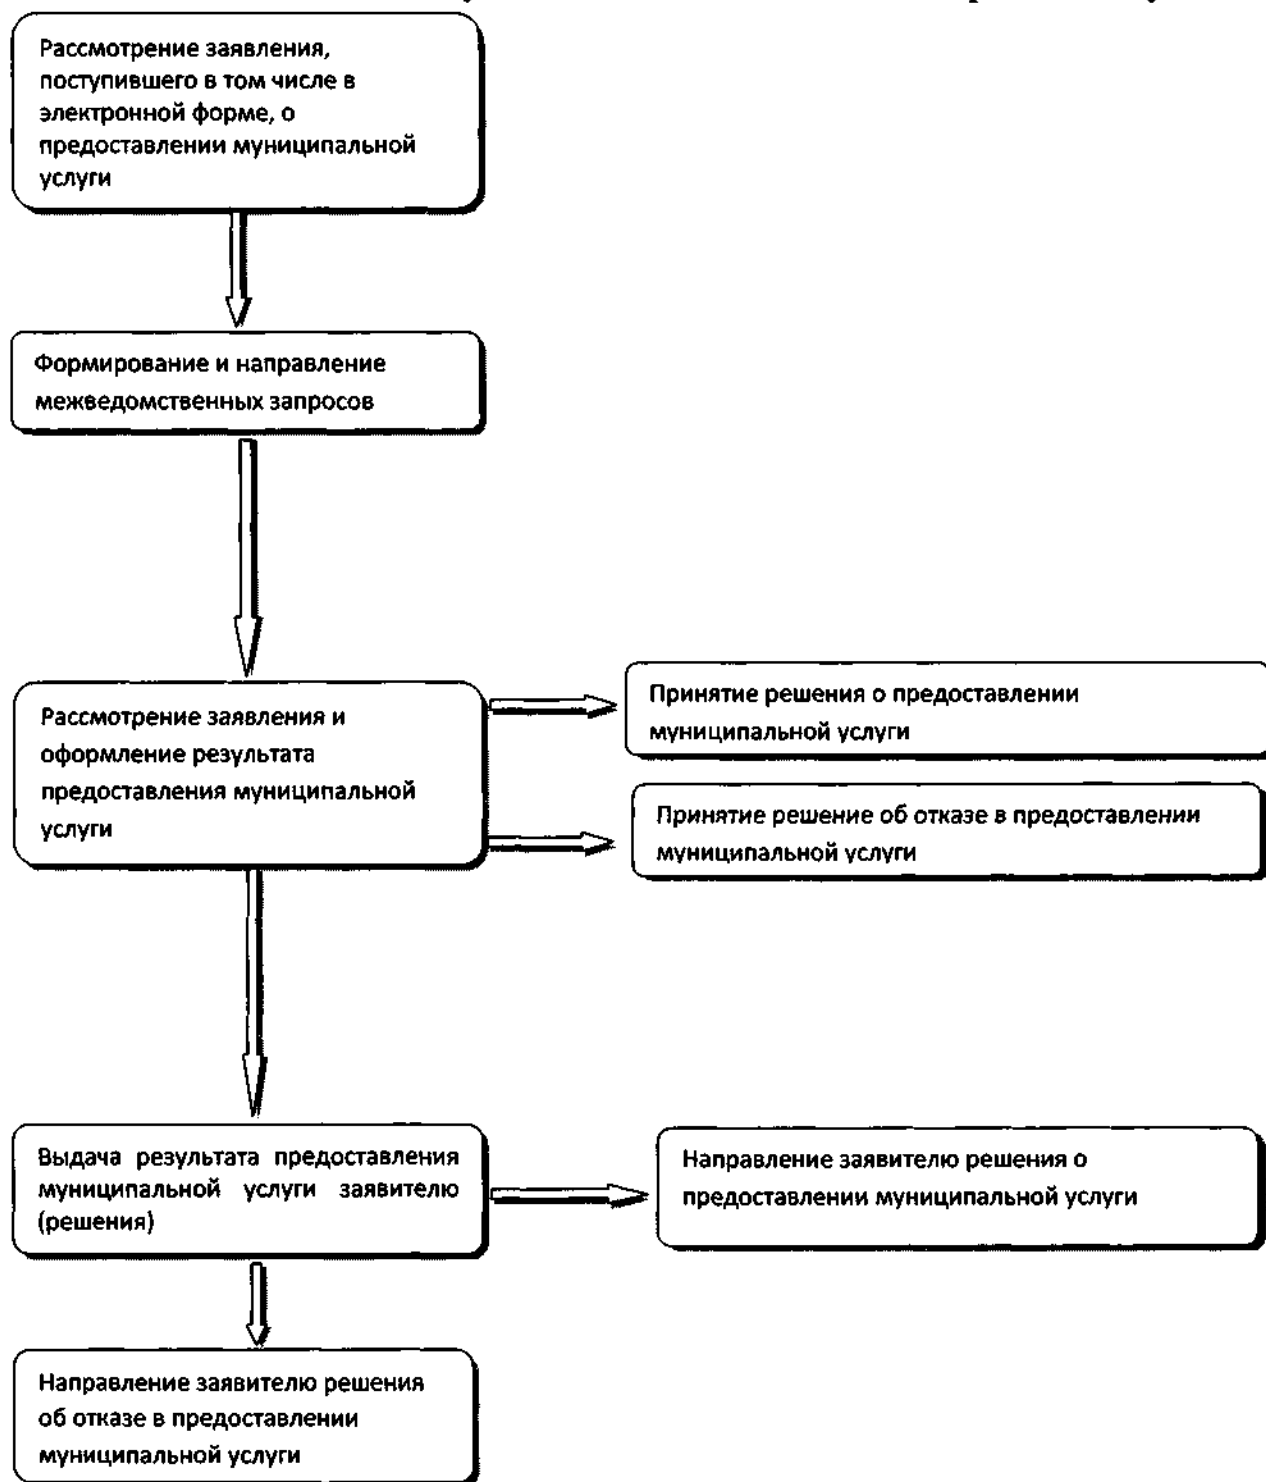 Рассмотрение заявления,
поступившего в том числе в
электронной форме, о
предоставлении муниципальной
услуги
Формирование и направление
межведомственных запросов
Рассмотрение заявления и
оформление результата
предоставления муниципальной
услуги
Принятие решения о предоставлении
муниципальной услуги
Принятие решение об отказе в предоставлении
муниципальной услуги
Выдача результата предоставления
муниципальной услуги заявителю
(решения)
Направление заявителю решения о
предоставлении муниципальной услуги
Направление заявителю решения
об отказе в предоставлении
муниципальной услуги